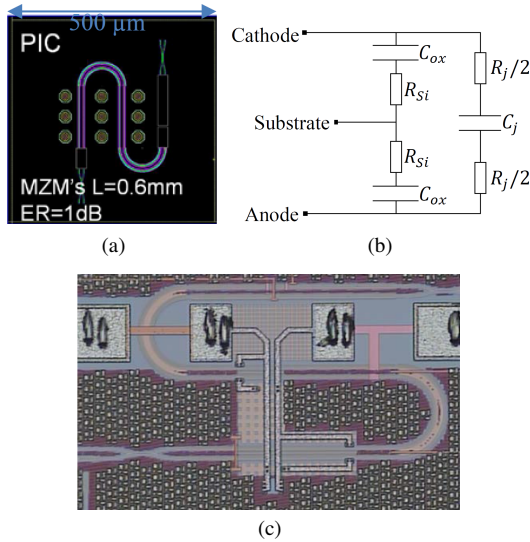 500 µm
PIC
MZM's L=0.6mm
ER=1dB
(a)
Cathode
C_ox
R_Si
R_j/2
Substrate
C_j
R_Si
R_j/2
C_ox
Anode
(b)
(c)